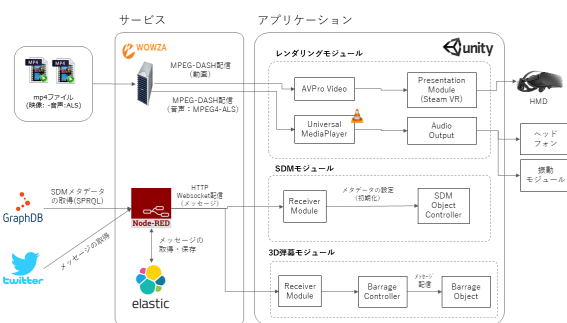 サービス
アプリケーション
WOWZA
unity
レンダリングモジュール
mp4
mp4
mp4ファイル
(映像: -音声:ALS)
MPEG-DASH配信
(動画)
MPEG-DASH配信
(音声：MPEG4-ALS)
AVPro Video
Presentation
Module
(Steam VR)
HMD
Universal
MediaPlayer
Audio
Output
ヘッド
フォン
振動
モジュール
SDMモジュール
SDMメタデータ
の取得(SPRQL)
GraphDB
HTTP
Websocket配信
(メッセージ)
Node-RED
Receiver
Module
メタデータの設定
(初期化)
SDM
Object
Controller
メッセージの取得
twitter
メッセージの
取得・保存
elastic
3D弾幕モジュール
Receiver
Module
Barrage
Controller
メッセージ
配信
Barrage
Object